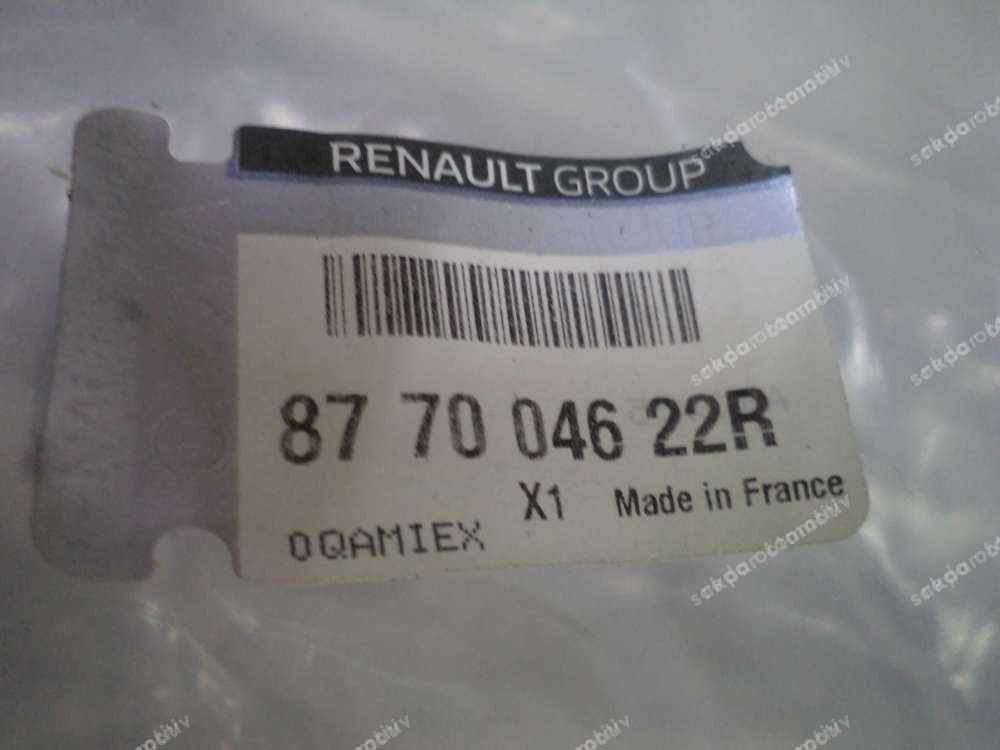 RENAULT GROUP
87 70 046 22R
X1 Made in France
0QAMIEX